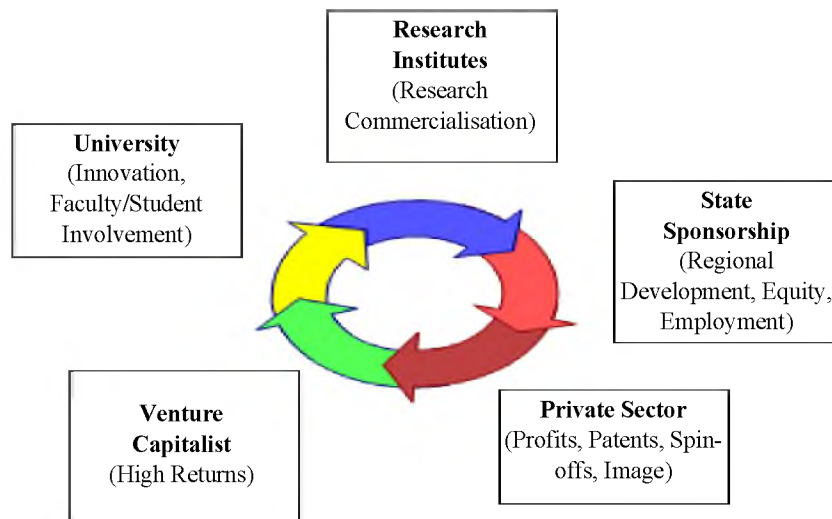 Research
Institutes
(Research
Commercialisation)
University
(Innovation,
Faculty/Student
Involvement)
State
Sponsorship
(Regional
Development, Equity,
Employment)
Venture
Capitalist
(High Returns)
Private Sector
(Profits, Patents, Spin-
offs, Image)